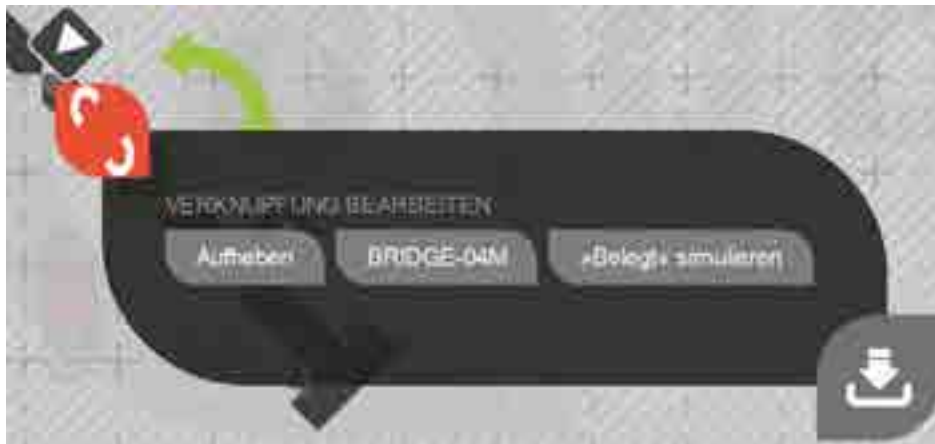 VERKNÜPFUNG BEARBEITEN
Aufheben BRIDGE-04M »Belegt« simulieren